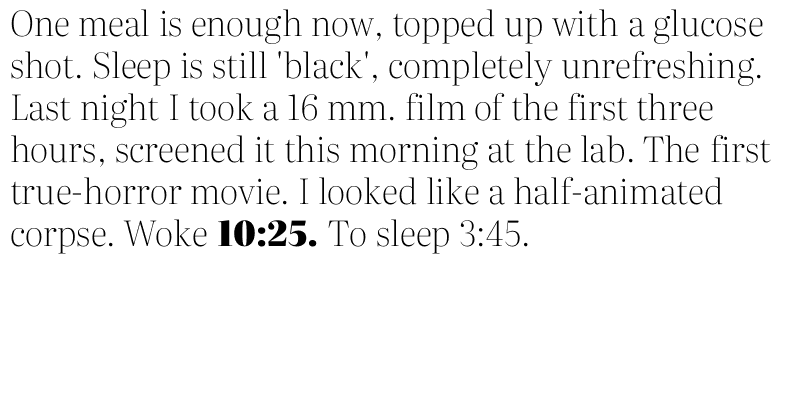 One meal is enough now, topped up with a glucose
shot. Sleep is still 'black', completely unrefreshing.
Last night I took a 16 mm. film of the first three
hours, screened it this morning at the lab. The first
true-horror movie. I looked like a half-animated
corpse. Woke 10:25. To sleep 3:45.